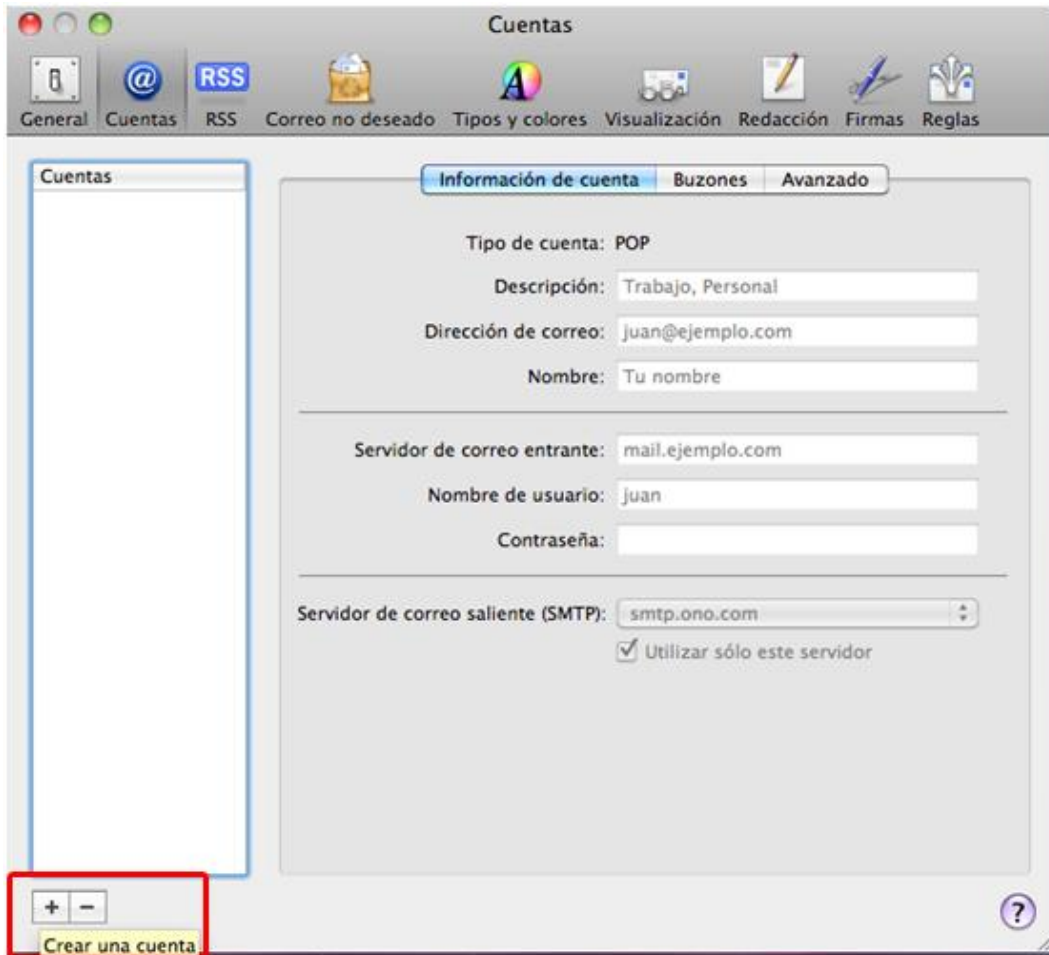 Cuentas
RSS
General Cuentas RSS Correo no deseado Tipos y colores Visualización Redacción Firmas Reglas
Cuentas
Información de cuenta Buzones Avanzado
Tipo de cuenta: POP
Descripción: Trabajo, Personal
Dirección de correo: juan@ejemplo.com
Nombre: Tu nombre
Servidor de correo entrante: mail.ejemplo.com
Nombre de usuario: juan
Contraseña:
Servidor de correo saliente (SMTP): smtp.ono.com
Utilizar sólo este servidor
+ −
?
Crear una cuenta